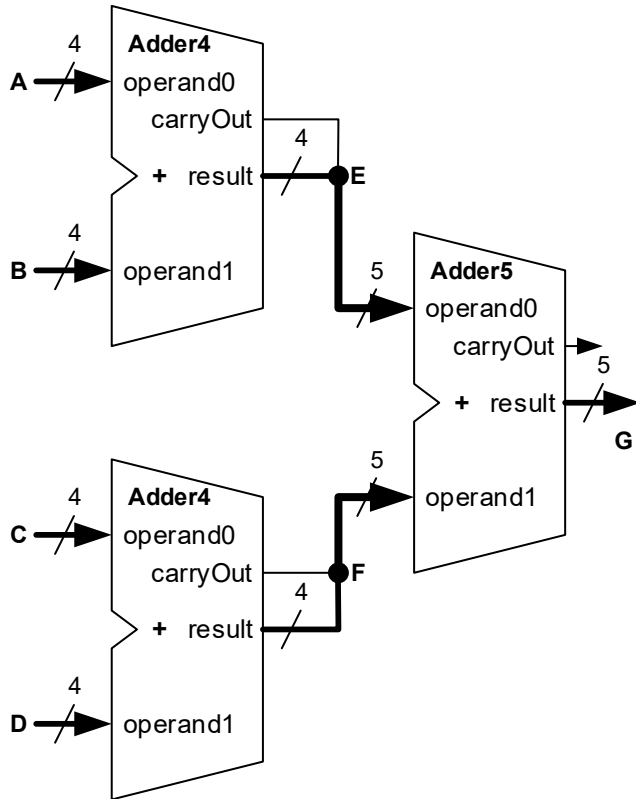 Adder4
4
A
operand0
carryOut
4
+ result
E
4
B
operand1
5
Adder5
operand0
carryOut
5
+ result
G
5
operand1
Adder4
4
C
operand0
carryOut
F
4
+ result
4
D
operand1